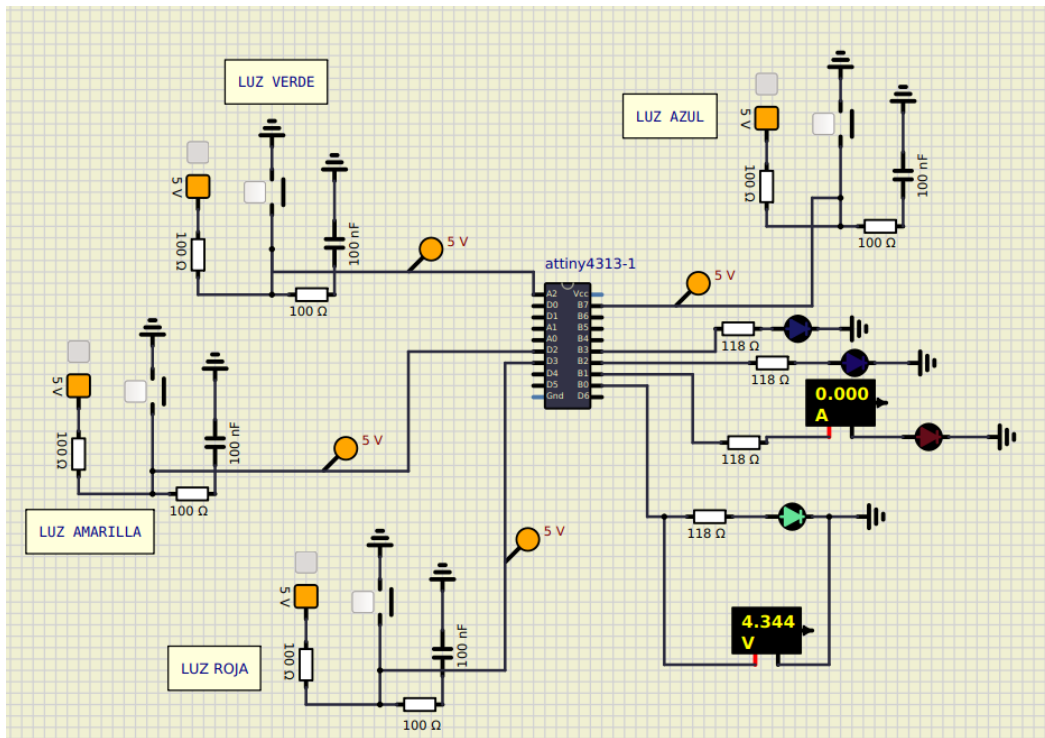 LUZ VERDE
5 V
100 Ω
100 nF
100 Ω
5 V
LUZ AZUL
5 V
100 Ω
100 nF
100 Ω
5 V
attiny4313-1
A2
D0
D1
A1
A0
D2
D3
D4
D5
Gnd
Vcc
B7
B6
B5
B4
B3
B2
B1
B0
D6
118 Ω
118 Ω
0.000
A
118 Ω
118 Ω
4.344
V
5 V
100 Ω
100 nF
100 Ω
5 V
LUZ AMARILLA
5 V
100 Ω
100 nF
100 Ω
5 V
LUZ ROJA